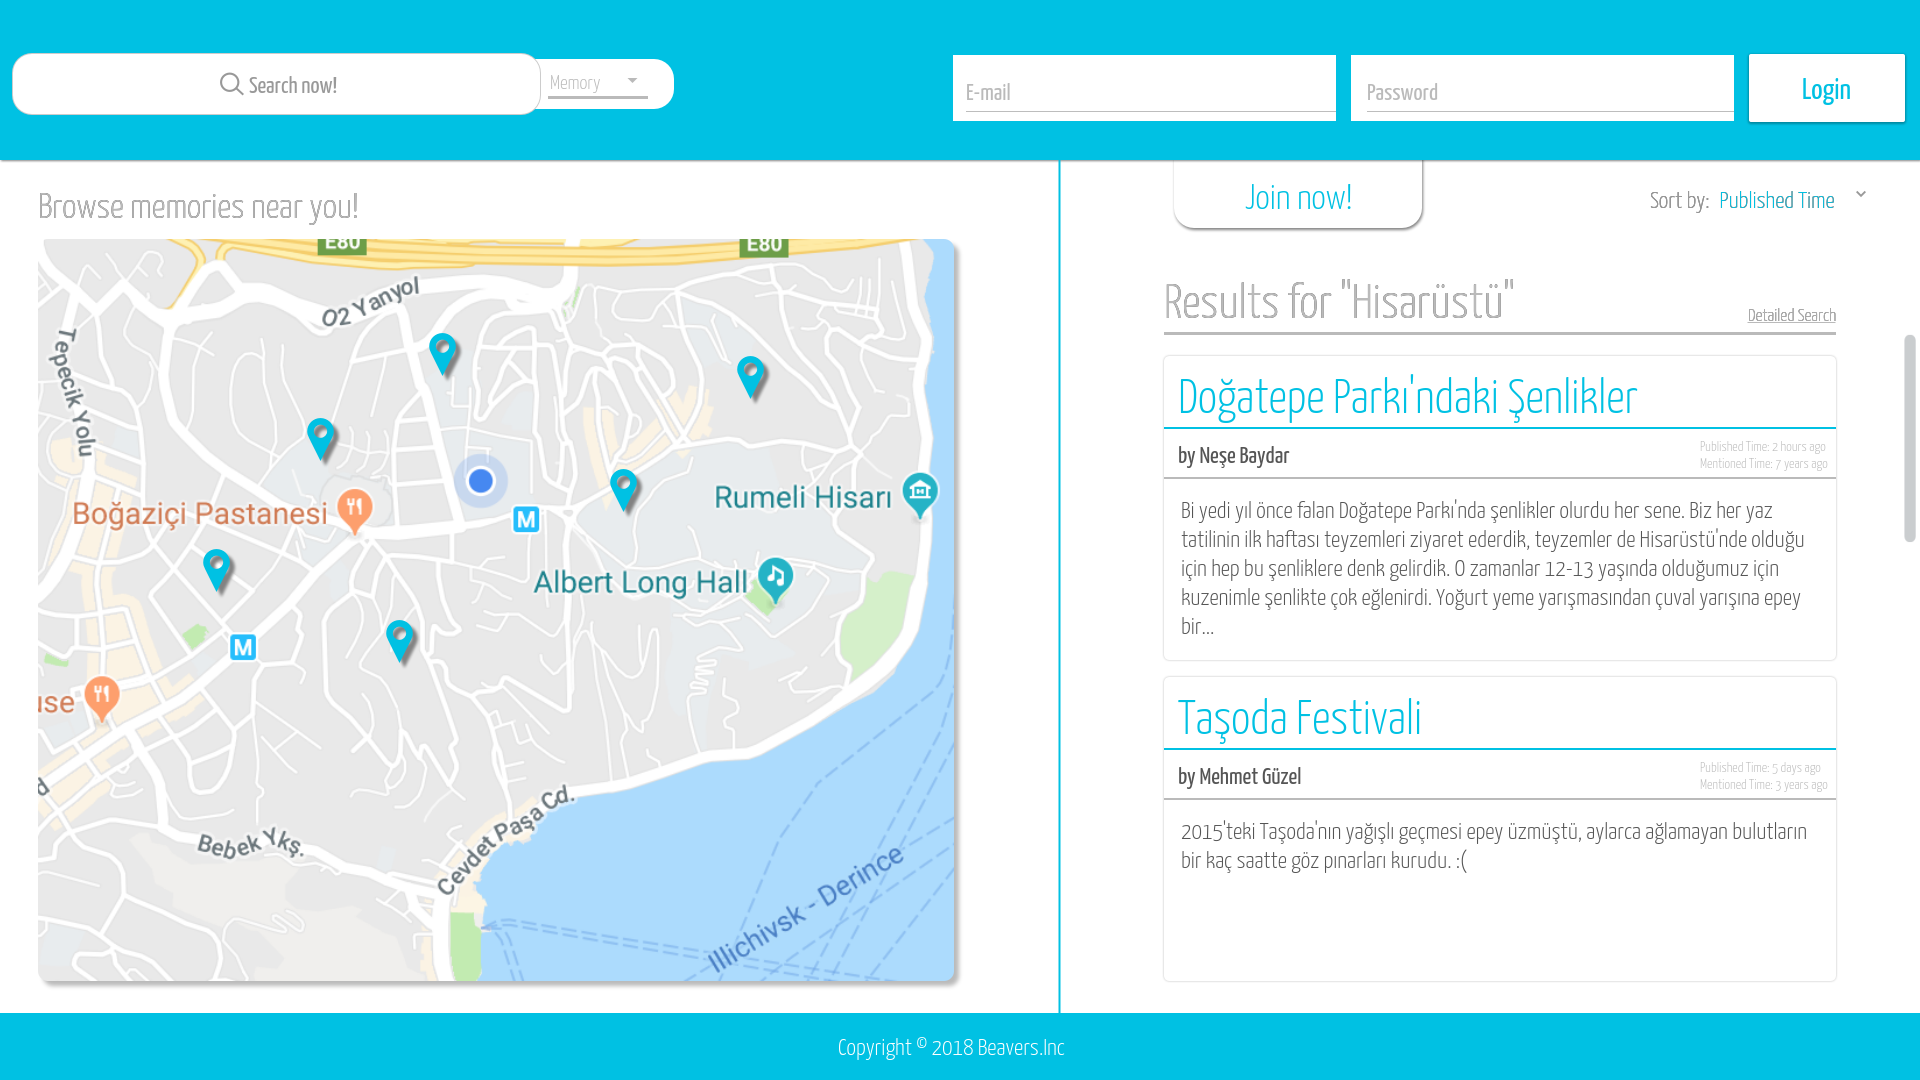 Search now!
Memory
E-mail
Password
Login
Browse memories near you!
E80
E80
O2 Yanyol
Tepecik Yolu
Boğaziçi Pastanesi
M
Rumeli Hisarı
Albert Long Hall
M
use
d
Bebek Ykş.
Cevdet Paşa Cd.
Illichivsk - Derince
Join now!
Sort by: Published Time
Results for "Hisarüstü"
Detailed Search
Doğatepe Parkı'ndaki Şenlikler
by Neşe Baydar
Published Time: 2 hours ago
Mentioned Time: 7 years ago
Bi yedi yıl önce falan Doğatepe Parkı'nda şenlikler olurdu her sene. Biz her yaz
tatilinin ilk haftası teyzemleri ziyaret ederdik, teyzemler de Hisarüstü'nde olduğu
için hep bu şenliklere denk gelirdik. O zamanlar 12-13 yaşında olduğumuz için
kuzenimle şenlikte çok eğlenirdi. Yoğurt yeme yarışmasından çuval yarışına epey
bir...
Taşoda Festivali
by Mehmet Güzel
Published Time: 5 days ago
Mentioned Time: 3 years ago
2015'teki Taşoda'nın yağışlı geçmesi epey üzmüştü, aylarca ağlamayan bulutların
bir kaç saatte göz pınarları kurudu. :(
Copyright © 2018 Beavers.Inc